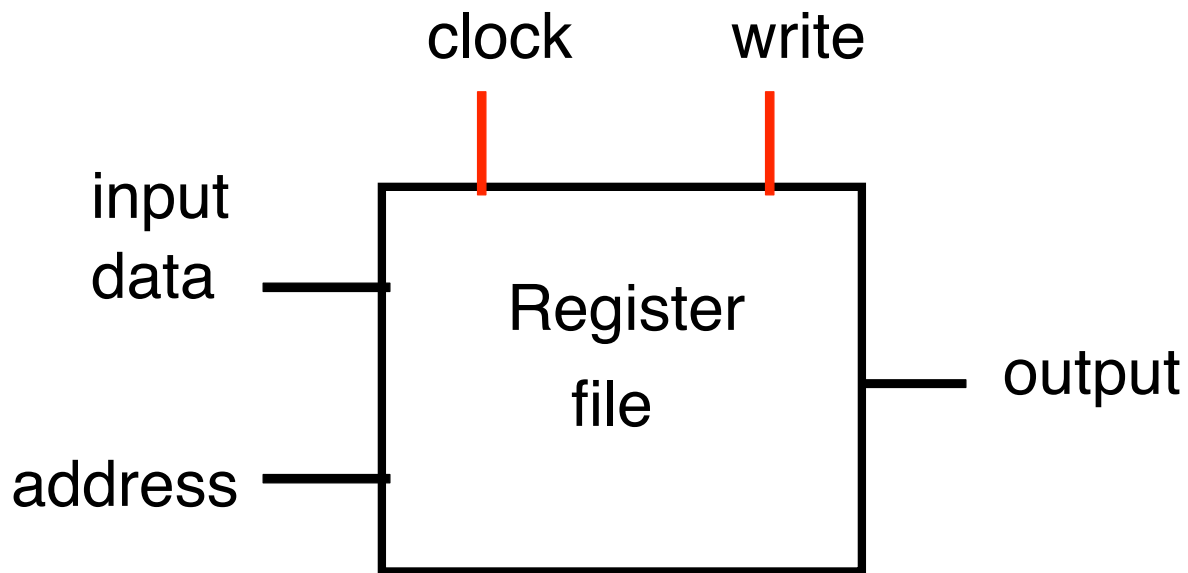 clock
write
input
data
Register
file
output
address